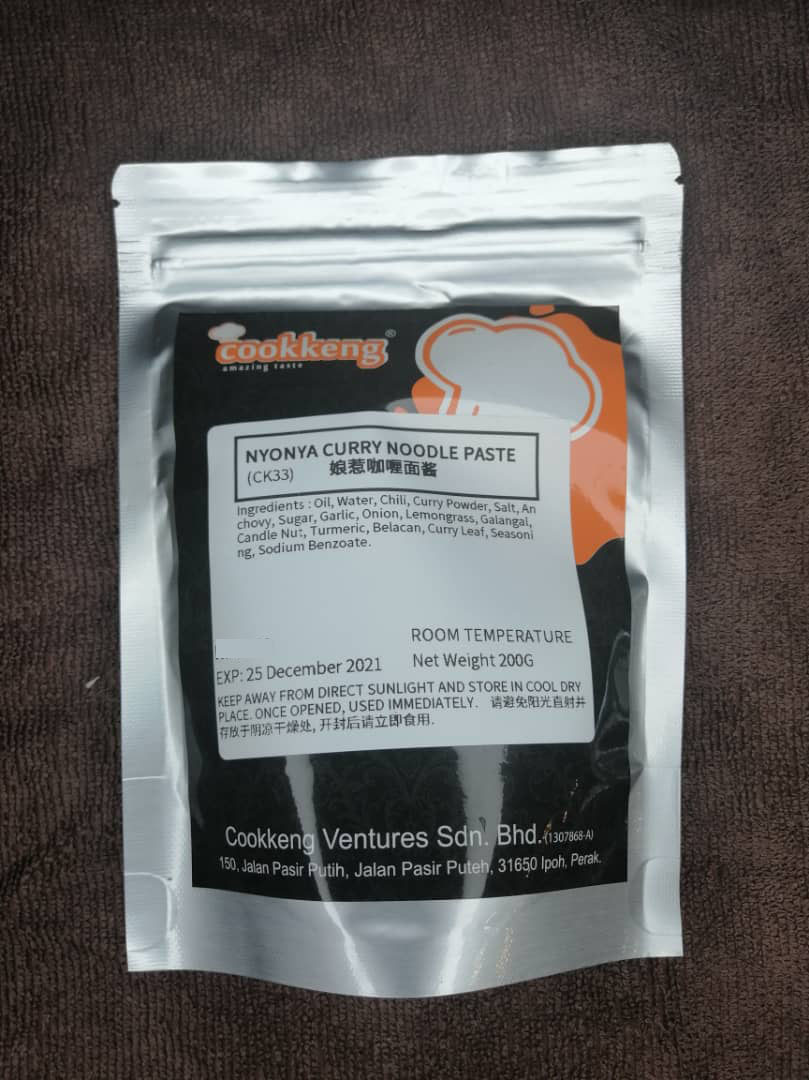 cookkeng®
amazing taste
NYONYA CURRY NOODLE PASTE
(CK33) 娘惹咖喱面酱
Ingredients : Oil, Water, Chili, Curry Powder, Salt, An
chovy, Sugar, Garlic, Onion, Lemongrass, Galangal,
Candle Nut, Turmeric, Belacan, Curry Leaf, Seasoni
ng, Sodium Benzoate.
ROOM TEMPERATURE
EXP: 25 December 2021 Net Weight 200G
KEEP AWAY FROM DIRECT SUNLIGHT AND STORE IN COOL DRY
PLACE. ONCE OPENED, USED IMMEDIATELY. 请避免阳光直射并
存放于阴凉干燥处, 开封后请立即食用.
Cookkeng Ventures Sdn. Bhd. (1307868-A)
150, Jalan Pasir Putih, Jalan Pasir Puteh, 31650 Ipoh, Perak.